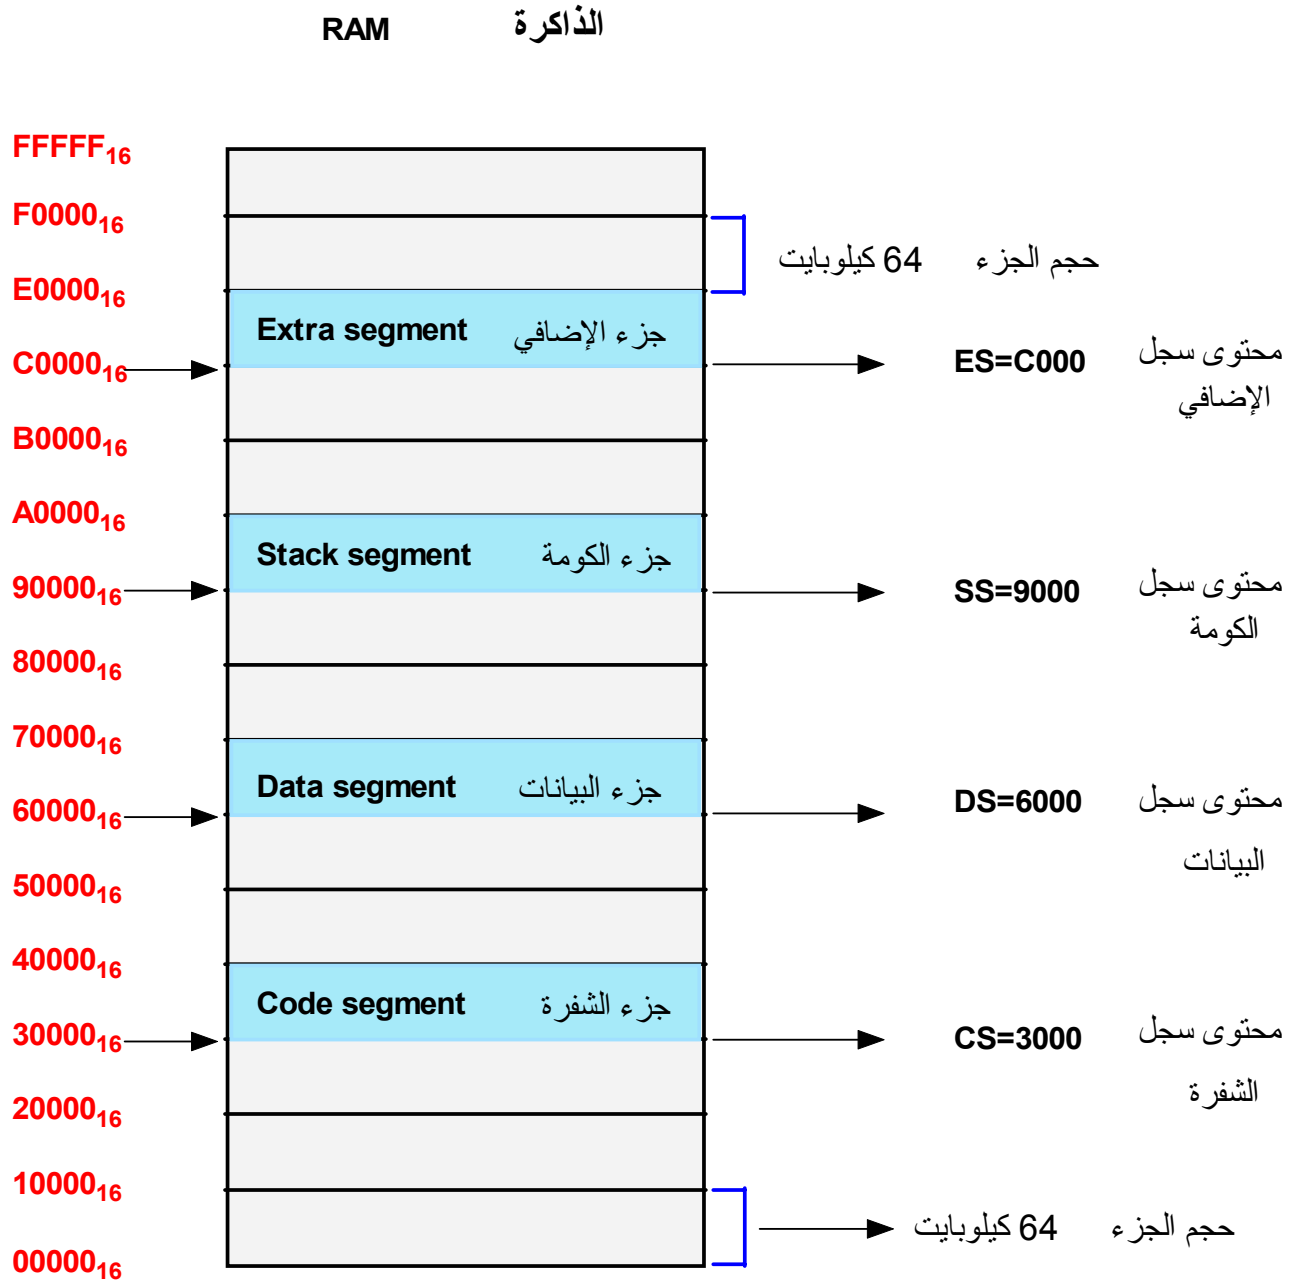 RAM الذاكرة
FFFFF16
F000016
حجم الجزء 64 كيلوبايت
E000016
Extra segment جزء الإضافي
C000016
ES=C000 محتوى سجل
الإضافي
B000016
A000016
Stack segment جزء الكومة
9000016
SS=9000 محتوى سجل
الكومة
8000016
7000016
Data segment جزء البيانات
6000016
DS=6000 محتوى سجل
البيانات
5000016
4000016
Code segment جزء الشفرة
3000016
CS=3000 محتوى سجل
الشفرة
2000016
1000016
حجم الجزء 64 كيلوبايت
0000016